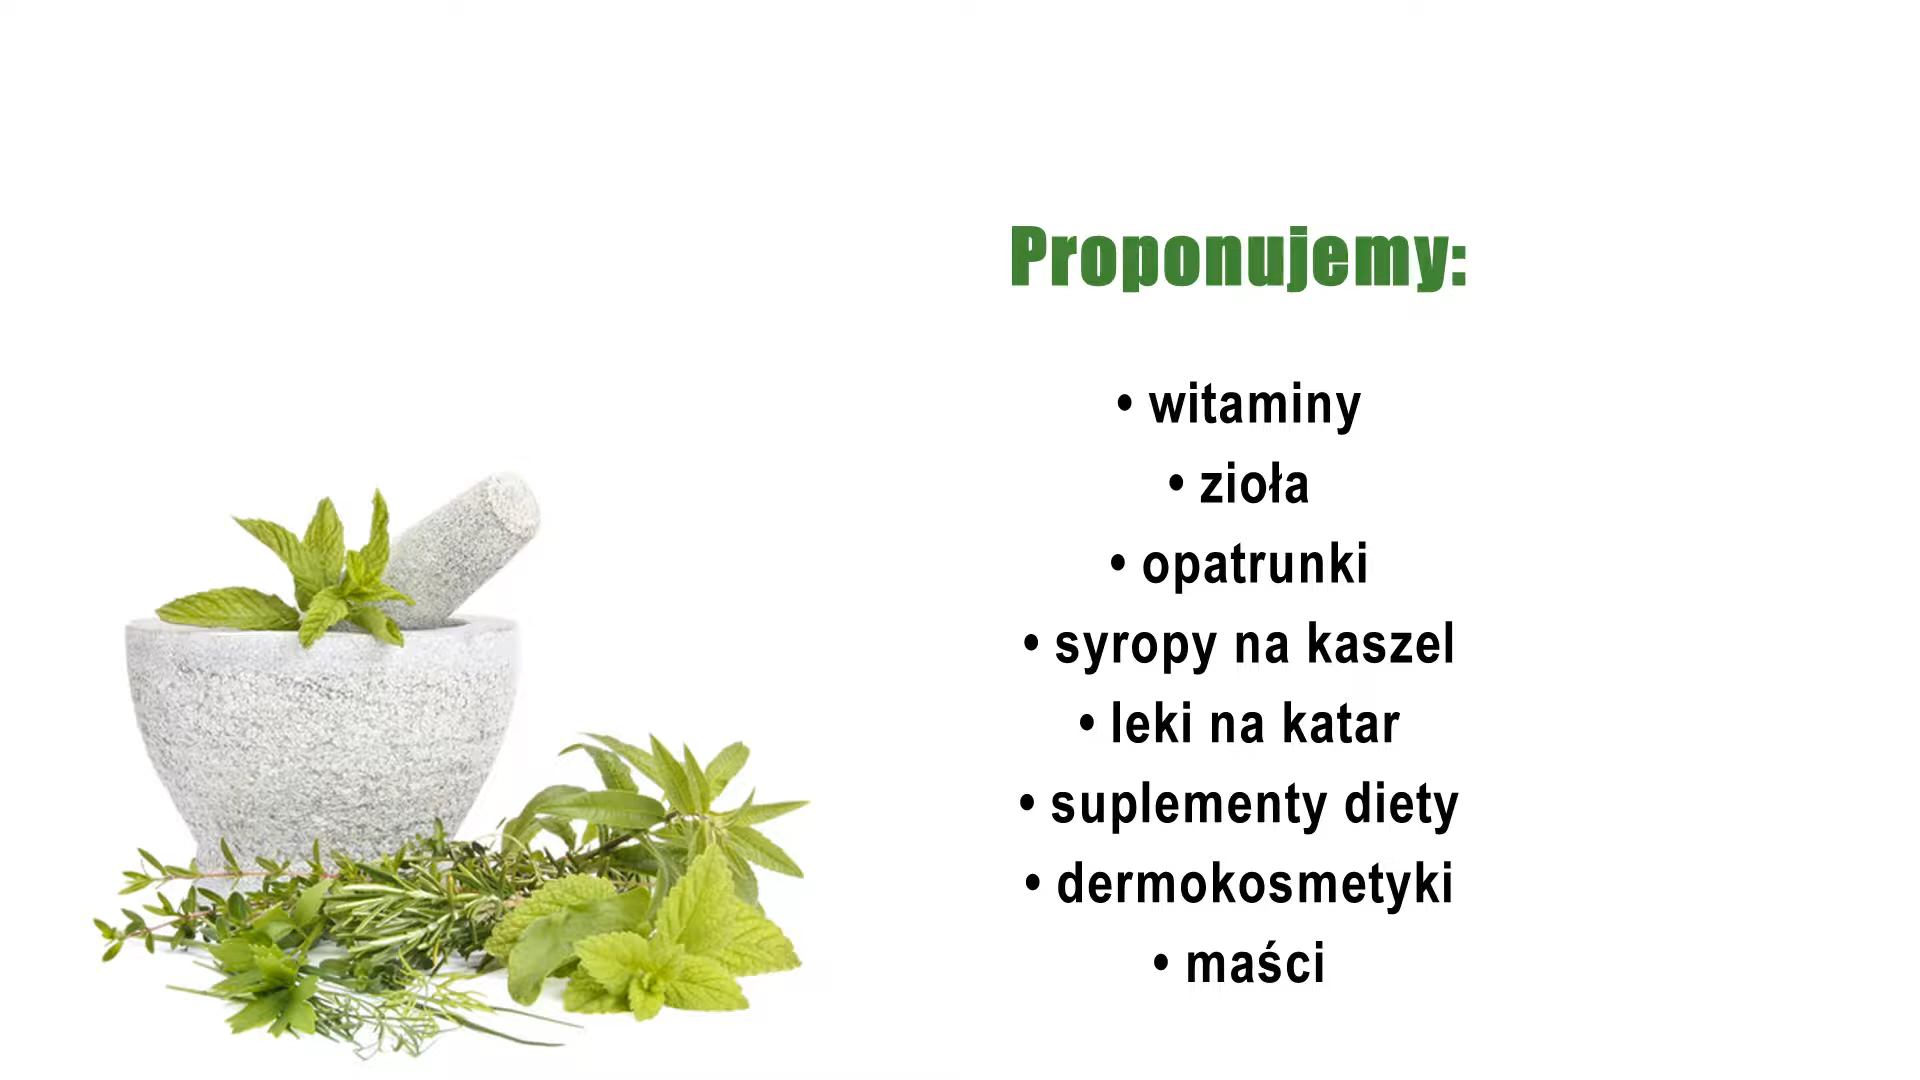 Proponujemy:
• witaminy
• zioła
• opatrunki
• syropy na kaszel
• leki na katar
• suplementy diety
• dermokosmetyki
• maści